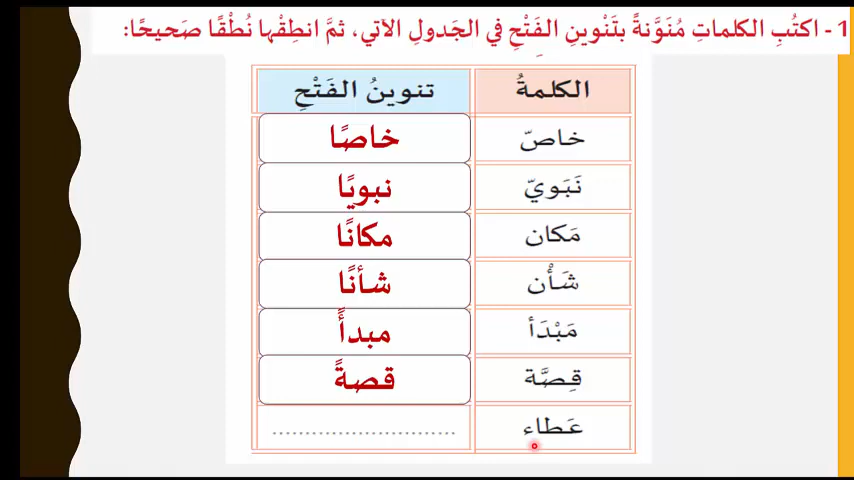 1 - اكتُبِ الكلماتِ مُنَوَّنةً بتَنْوينِ الفَتْحِ في الجَدولِ الآتي، ثمَّ انطِقْها نُطْقًا صَحيحًا:
الكلمةُ تنوينُ الفَتْحِ
خاصّ خاصًا
نَبَويّ نبويًا
مَكان مكانًا
شَأْن شأنًا
مَبْدَأ مبدأً
قِصَّة قصةً
عَطاء ..............................